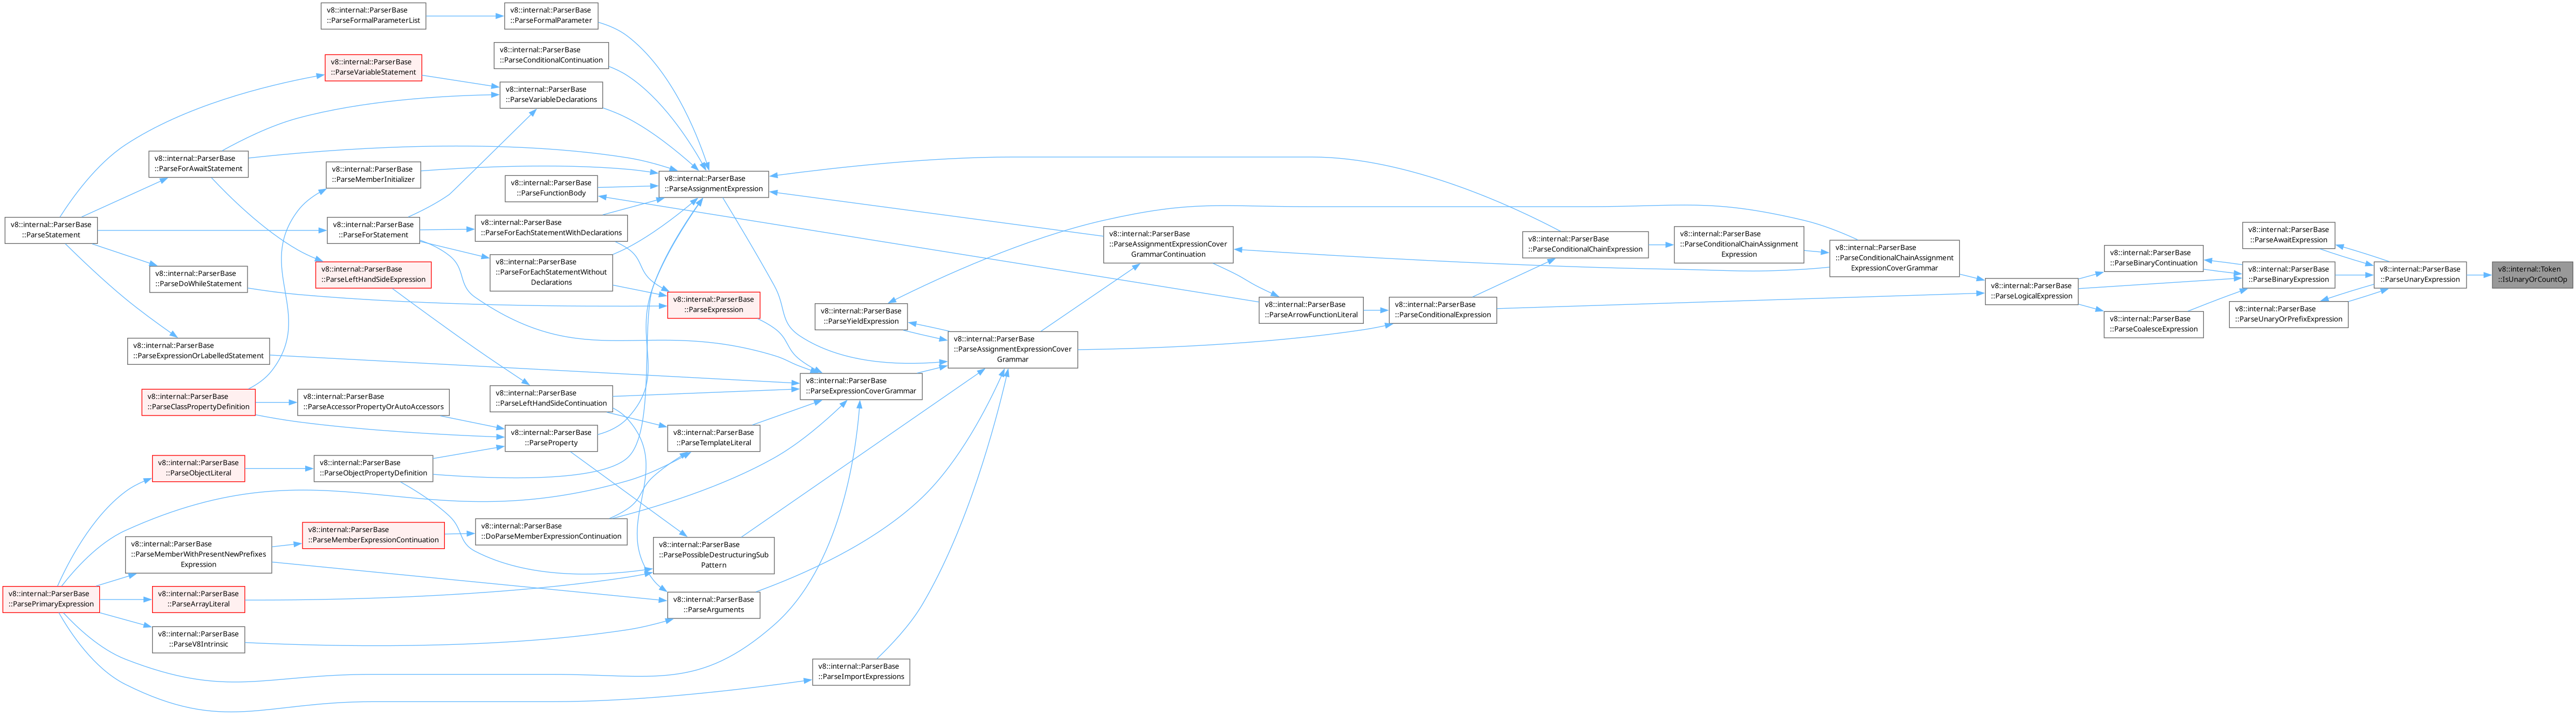 v8::internal::ParserBase
::ParseFormalParameterList
v8::internal::ParserBase
::ParseFormalParameter
v8::internal::ParserBase
::ParseConditionalContinuation
v8::internal::ParserBase
::ParseVariableStatement
v8::internal::ParserBase
::ParseVariableDeclarations
v8::internal::ParserBase
::ParseForAwaitStatement
v8::internal::ParserBase
::ParseMemberInitializer
v8::internal::ParserBase
::ParseFunctionBody
v8::internal::ParserBase
::ParseAssignmentExpression
v8::internal::ParserBase
::ParseStatement
v8::internal::ParserBase
::ParseForStatement
v8::internal::ParserBase
::ParseForEachStatementWithDeclarations
v8::internal::ParserBase
::ParseAssignmentExpressionCover
GrammarContinuation
v8::internal::ParserBase
::ParseConditionalChainExpression
v8::internal::ParserBase
::ParseConditionalChainAssignment
Expression
v8::internal::ParserBase
::ParseConditionalChainAssignment
ExpressionCoverGrammar
v8::internal::ParserBase
::ParseAwaitExpression
v8::internal::ParserBase
::ParseBinaryContinuation
v8::internal::ParserBase
::ParseBinaryExpression
v8::internal::ParserBase
::ParseUnaryExpression
v8::internal::Token
::IsUnaryOrCountOp
v8::internal::ParserBase
::ParseDoWhileStatement
v8::internal::ParserBase
::ParseLeftHandSideExpression
v8::internal::ParserBase
::ParseForEachStatementWithout
Declarations
v8::internal::ParserBase
::ParseExpression
v8::internal::ParserBase
::ParseYieldExpression
v8::internal::ParserBase
::ParseArrowFunctionLiteral
v8::internal::ParserBase
::ParseConditionalExpression
v8::internal::ParserBase
::ParseLogicalExpression
v8::internal::ParserBase
::ParseCoalesceExpression
v8::internal::ParserBase
::ParseUnaryOrPrefixExpression
v8::internal::ParserBase
::ParseExpressionOrLabelledStatement
v8::internal::ParserBase
::ParseAssignmentExpressionCover
Grammar
v8::internal::ParserBase
::ParseExpressionCoverGrammar
v8::internal::ParserBase
::ParseClassPropertyDefinition
v8::internal::ParserBase
::ParseAccessorPropertyOrAutoAccessors
v8::internal::ParserBase
::ParseLeftHandSideContinuation
v8::internal::ParserBase
::ParseProperty
v8::internal::ParserBase
::ParseTemplateLiteral
v8::internal::ParserBase
::ParseObjectLiteral
v8::internal::ParserBase
::ParseObjectPropertyDefinition
v8::internal::ParserBase
::ParseMemberWithPresentNewPrefixes
Expression
v8::internal::ParserBase
::ParseMemberExpressionContinuation
v8::internal::ParserBase
::DoParseMemberExpressionContinuation
v8::internal::ParserBase
::ParsePossibleDestructuringSub
Pattern
v8::internal::ParserBase
::ParsePrimaryExpression
v8::internal::ParserBase
::ParseArrayLiteral
v8::internal::ParserBase
::ParseArguments
v8::internal::ParserBase
::ParseV8Intrinsic
v8::internal::ParserBase
::ParseImportExpressions